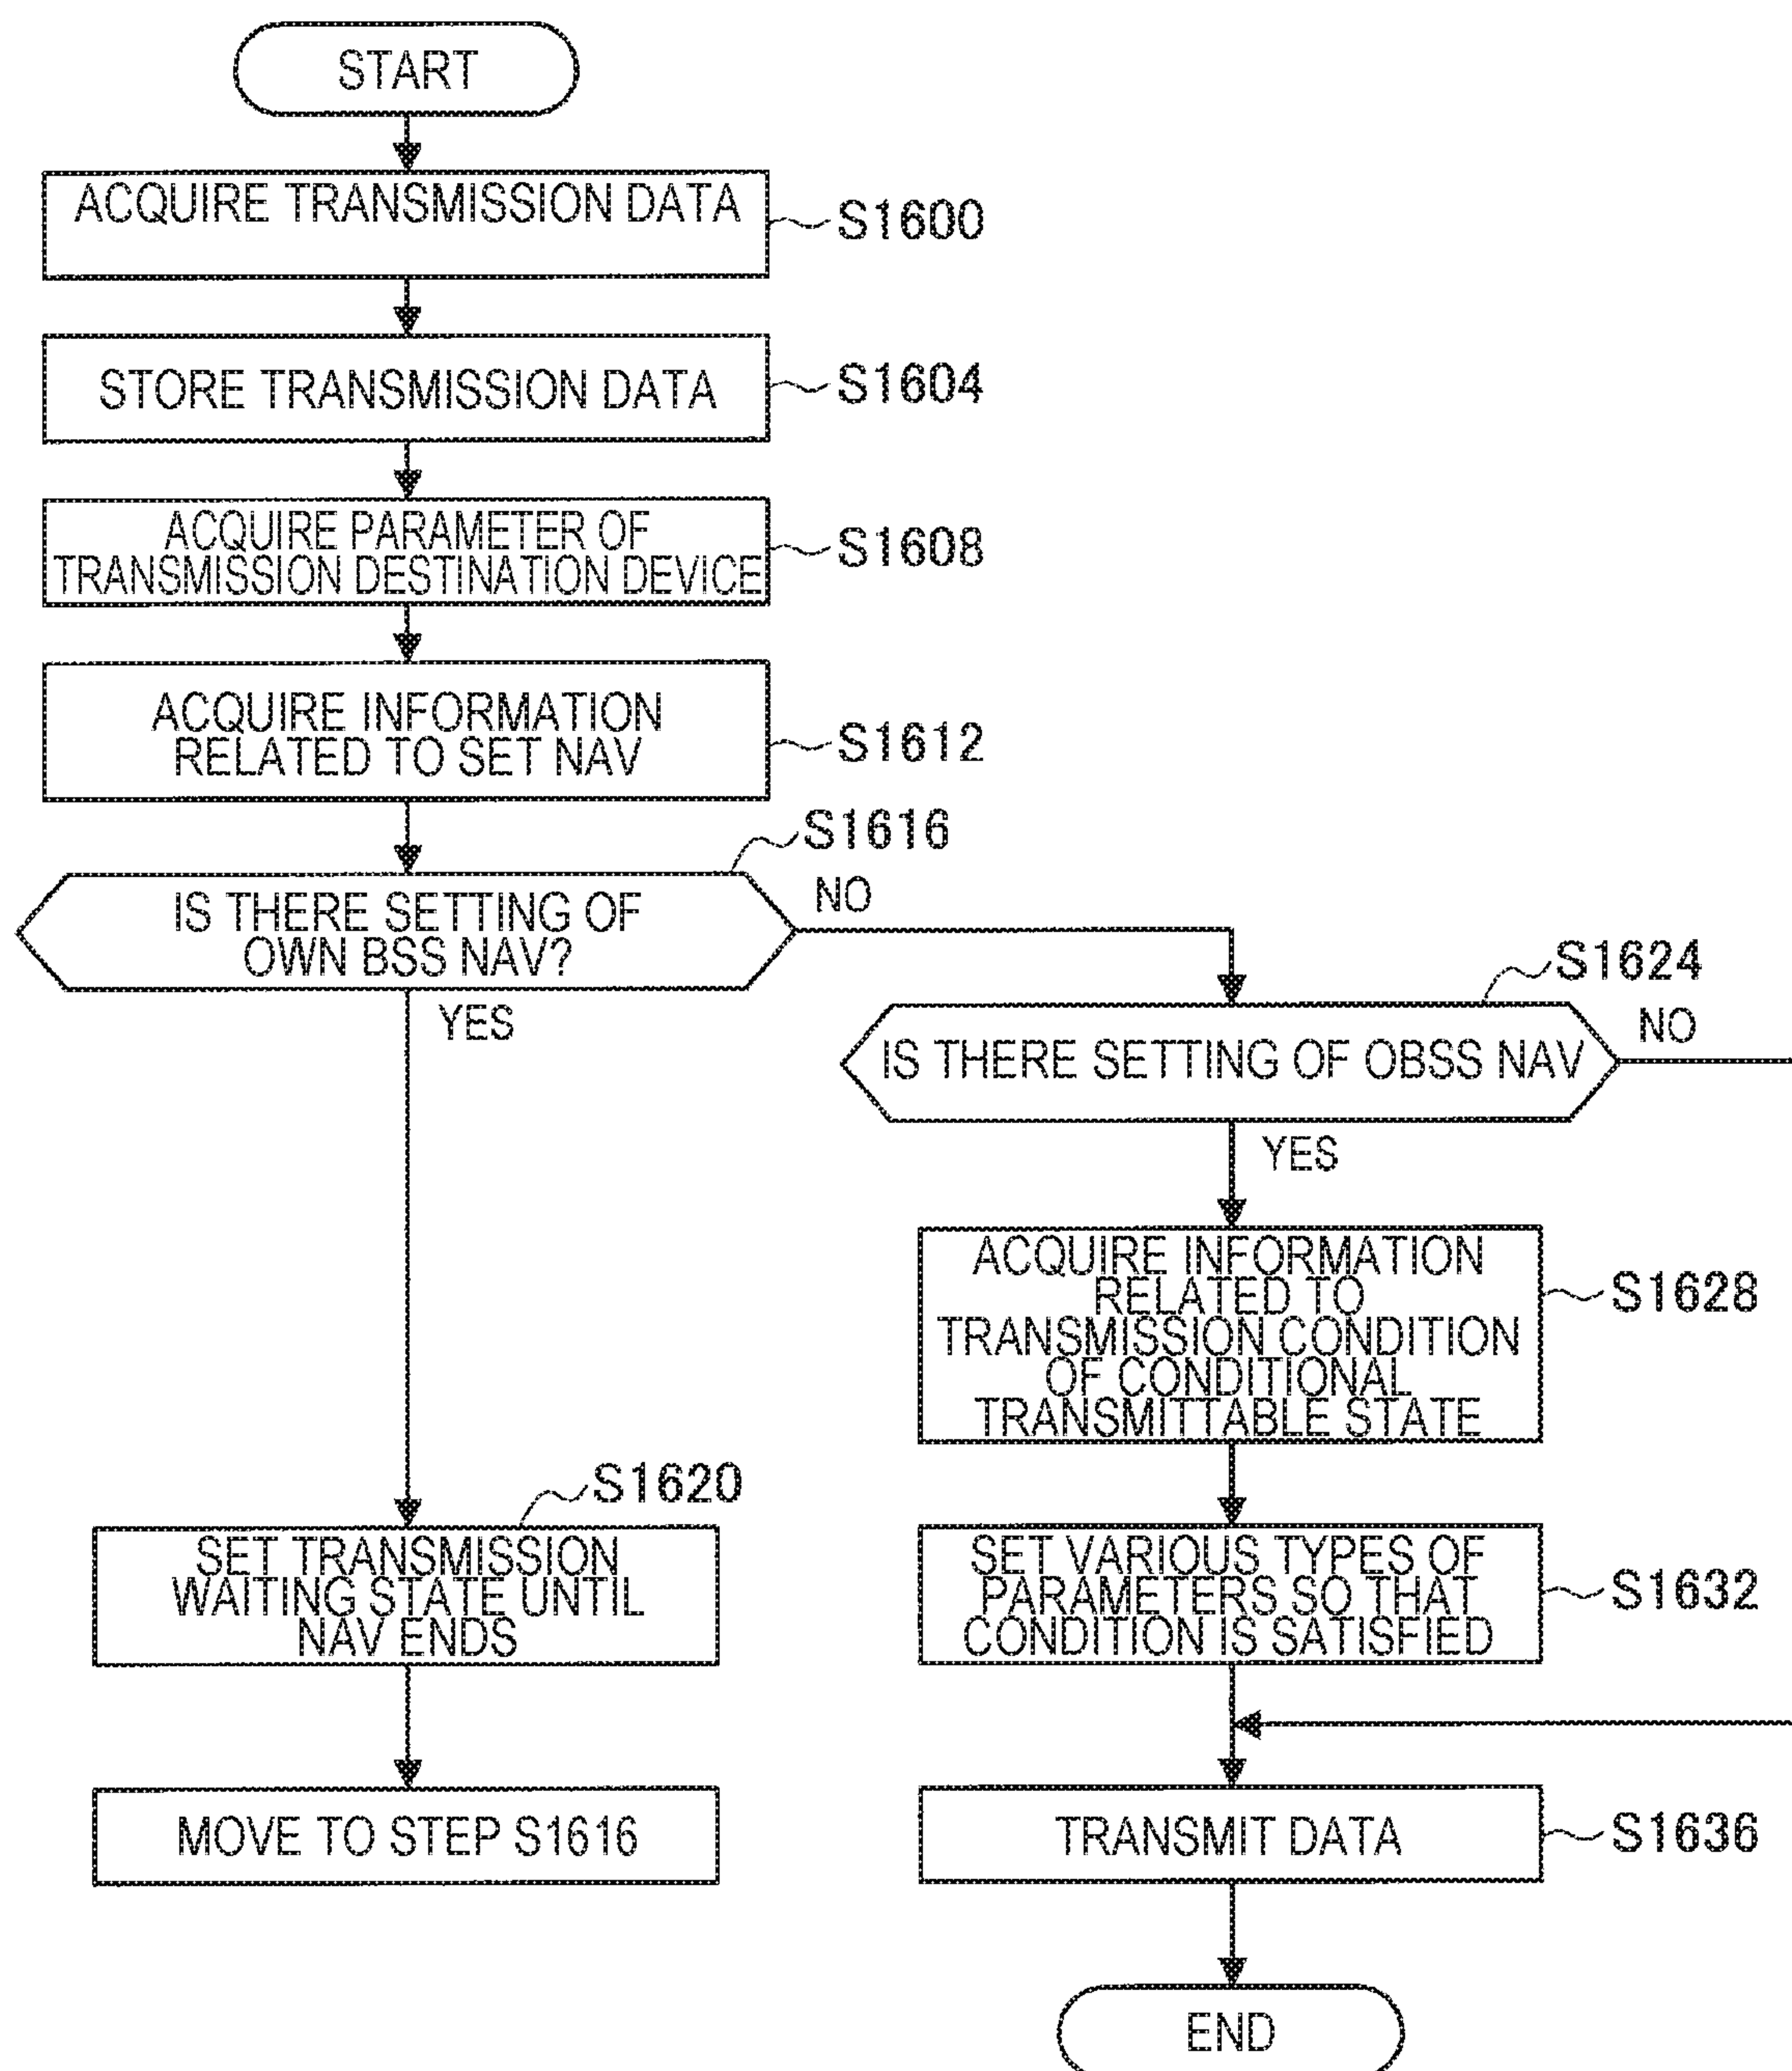 START
ACQUIRE TRANSMISSION DATA
S1600
STORE TRANSMISSION DATA
S1604
ACQUIRE PARAMETER OF
TRANSMISSION DESTINATION DEVICE
S1608
ACQUIRE INFORMATION
RELATED TO SET NAV
S1612
S1616
IS THERE SETTING OF
OWN BSS NAV?
NO
YES
S1624
IS THERE SETTING OF OBSS NAV
NO
YES
ACQUIRE INFORMATION
RELATED TO
TRANSMISSION CONDITION
OF CONDITIONAL
TRANSMITTABLE STATE
S1628
S1620
SET TRANSMISSION
WAITING STATE UNTIL
NAV ENDS
SET VARIOUS TYPES OF
PARAMETERS SO THAT
CONDITION IS SATISFIED
S1632
MOVE TO STEP S1616
TRANSMIT DATA
S1636
END